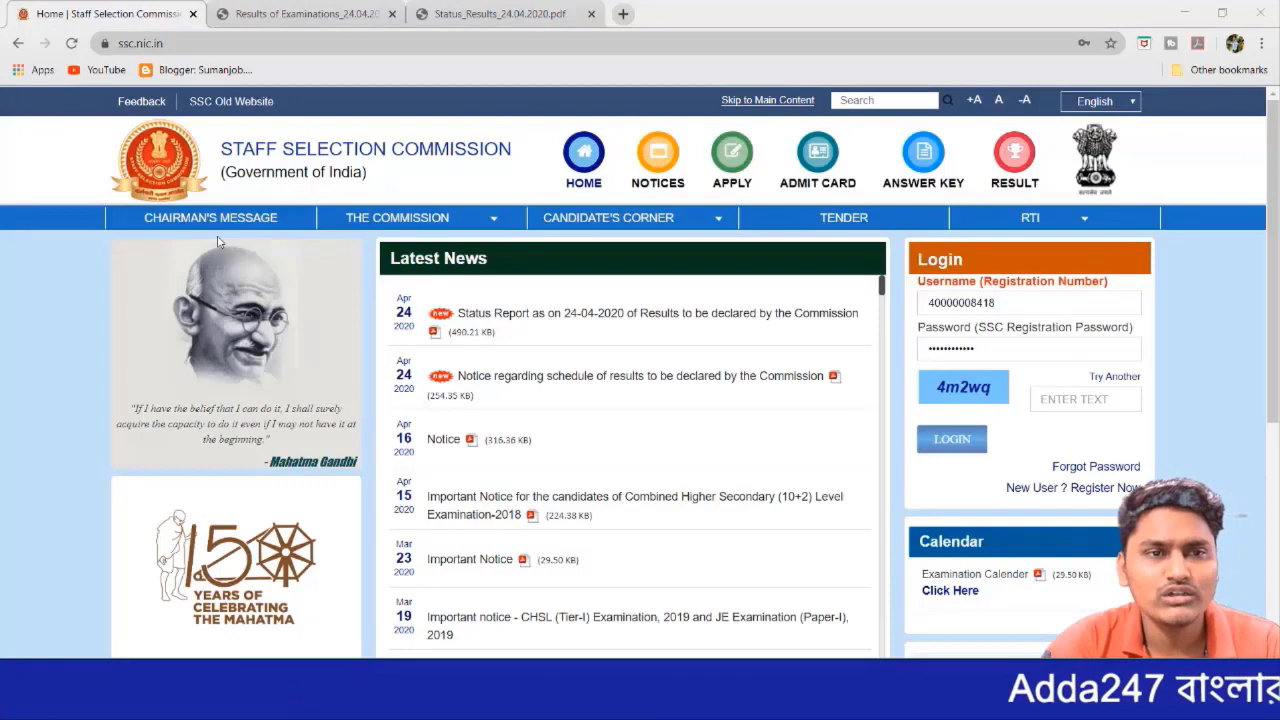 Home | Staff Selection Commissi
Results of Examinations_24.04.20
Status_Results_24.04.2020.pdf
ssc.nic.in
Apps
YouTube
Blogger: Sumanjob....
Other bookmarks
Feedback
SSC Old Website
Skip to Main Content
Search
+A
A
-A
English
STAFF SELECTION COMMISSION
(Government of India)
HOME
NOTICES
APPLY
ADMIT CARD
ANSWER KEY
RESULT
CHAIRMAN'S MESSAGE
THE COMMISSION
CANDIDATE'S CORNER
TENDER
RTI
"If I have the belief that I can do it, I shall surely
acquire the capacity to do it even if I may not have it at
the beginning."
- Mahatma Gandhi
150
YEARS OF
CELEBRATING
THE MAHATMA
Latest News
Apr
24
2020
new Status Report as on 24-04-2020 of Results to be declared by the Commission
(490.21 KB)
Apr
24
2020
new Notice regarding schedule of results to be declared by the Commission
(254.35 KB)
Apr
16
2020
Notice (316.36 KB)
Apr
15
2020
Important Notice for the candidates of Combined Higher Secondary (10+2) Level
Examination-2018 (224.38 KB)
Mar
23
2020
Important Notice (29.50 KB)
Mar
19
2020
Important notice - CHSL (Tier-I) Examination, 2019 and JE Examination (Paper-I),
2019
Login
Username (Registration Number)
40000008418
Password (SSC Registration Password)
••••••••••••
Try Another
4m2wq
ENTER TEXT
LOGIN
Forgot Password
New User ? Register Now
Calendar
Examination Calender (29.50 KB)
Click Here
Adda247 বাংলার